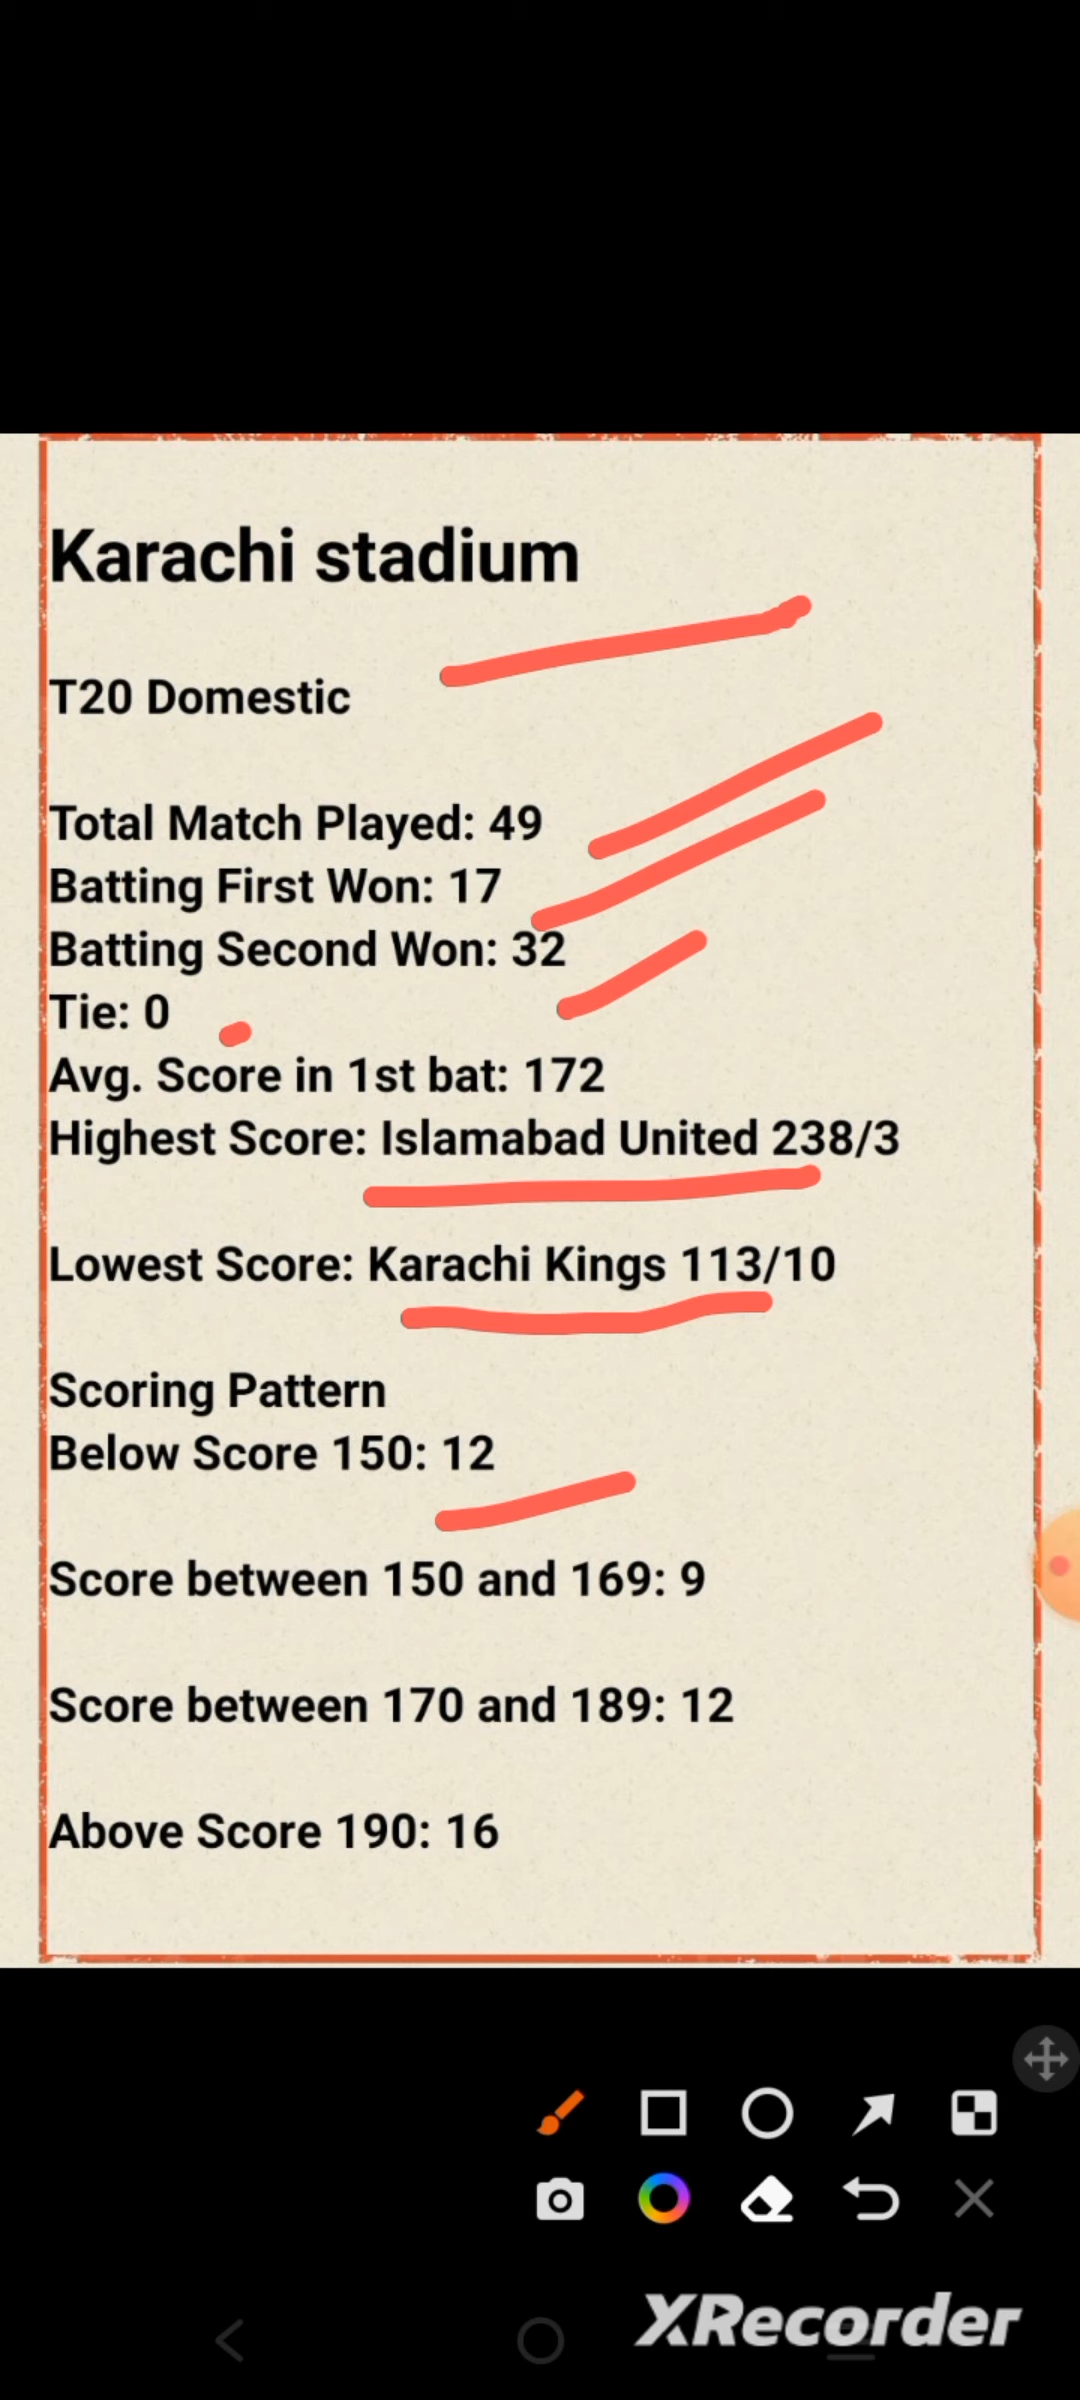 Karachi stadium
T20 Domestic
Total Match Played: 49
Batting First Won: 17
Batting Second Won: 32
Tie: 0
Avg. Score in 1st bat: 172
Highest Score: Islamabad United 238/3
Lowest Score: Karachi Kings 113/10
Scoring Pattern
Below Score 150: 12
Score between 150 and 169: 9
Score between 170 and 189: 12
Above Score 190: 16
XRecorder